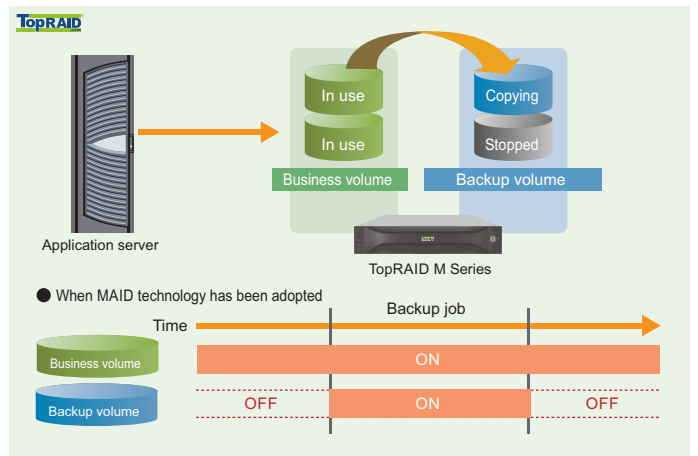 TopRAID
.com
In use
Copying
In use
Stopped
Business volume
Backup volume
Application server
TopRAID M Series
● When MAID technology has been adopted
Backup job
Time
Business volume
ON
Backup volume
OFF
ON
OFF